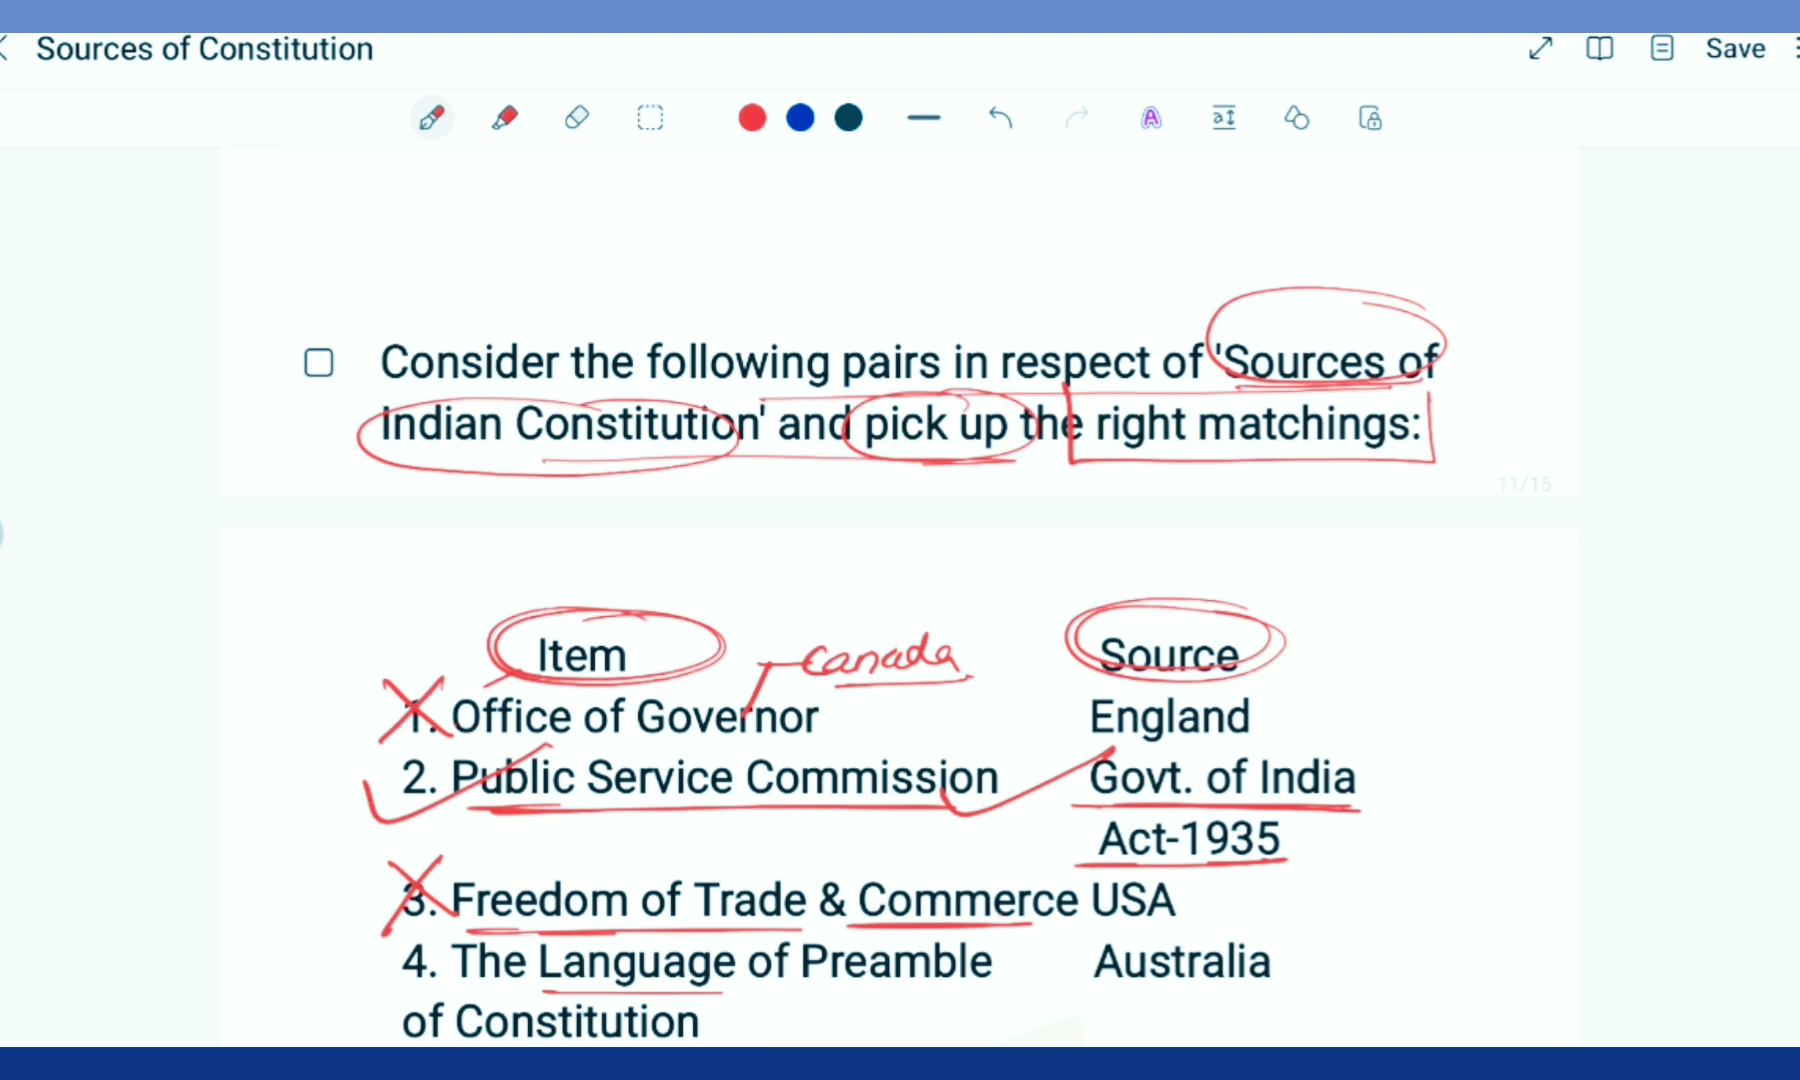 Sources of Constitution
Save
Consider the following pairs in respect of 'Sources of
Indian Constitution' and pick up the right matchings:
11/15
Item Canada Source
1. Office of Governor England
2. Public Service Commission Govt. of India
Act-1935
3. Freedom of Trade & Commerce USA
4. The Language of Preamble Australia
of Constitution